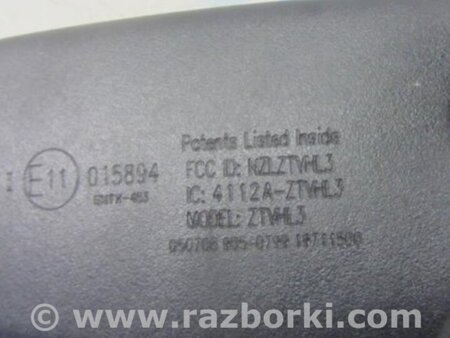 Patents Listed Inside
FCC ID: NZLZTVHL3
E11 015894
IC: 4112A-ZTVHL3
MODEL: ZTVHL3
www.razborki.com